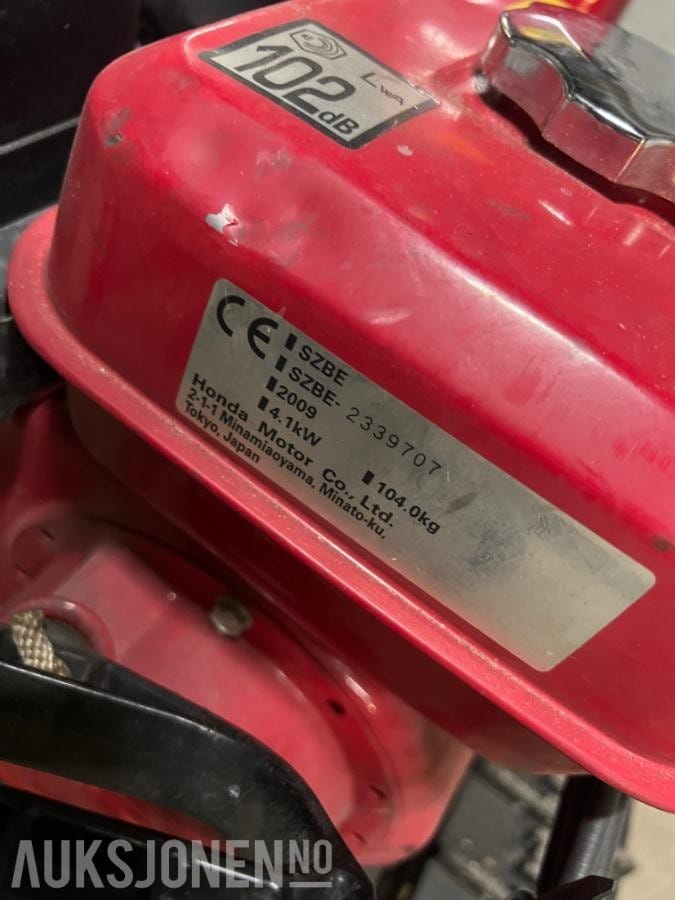 LWA
102dB
CE
SZBE
SZBE- 2339707
2009
4.1kW 104.0kg
Honda Motor Co., Ltd.
2-1-1 Minamiaoyama, Minato-ku,
Tokyo, Japan
AUKSJONEN.NO